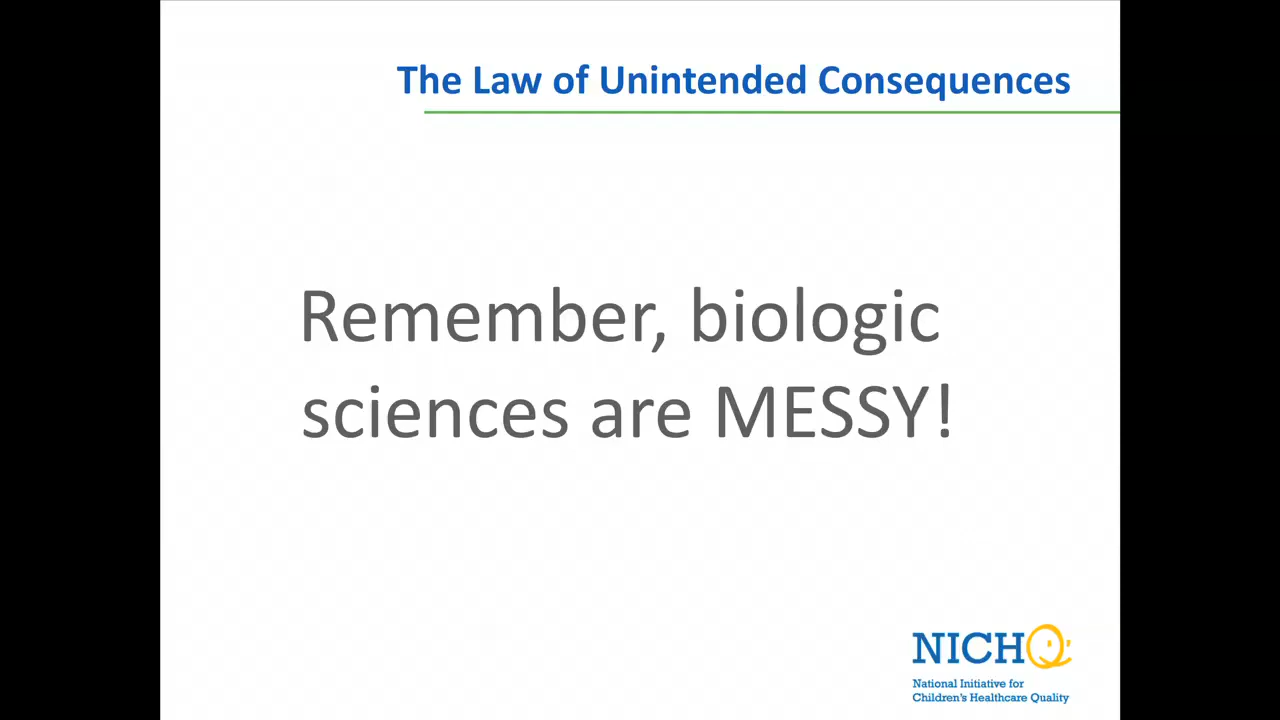 The Law of Unintended Consequences
Remember, biologic
sciences are MESSY!
NICHQ
National Initiative for
Children's Healthcare Quality